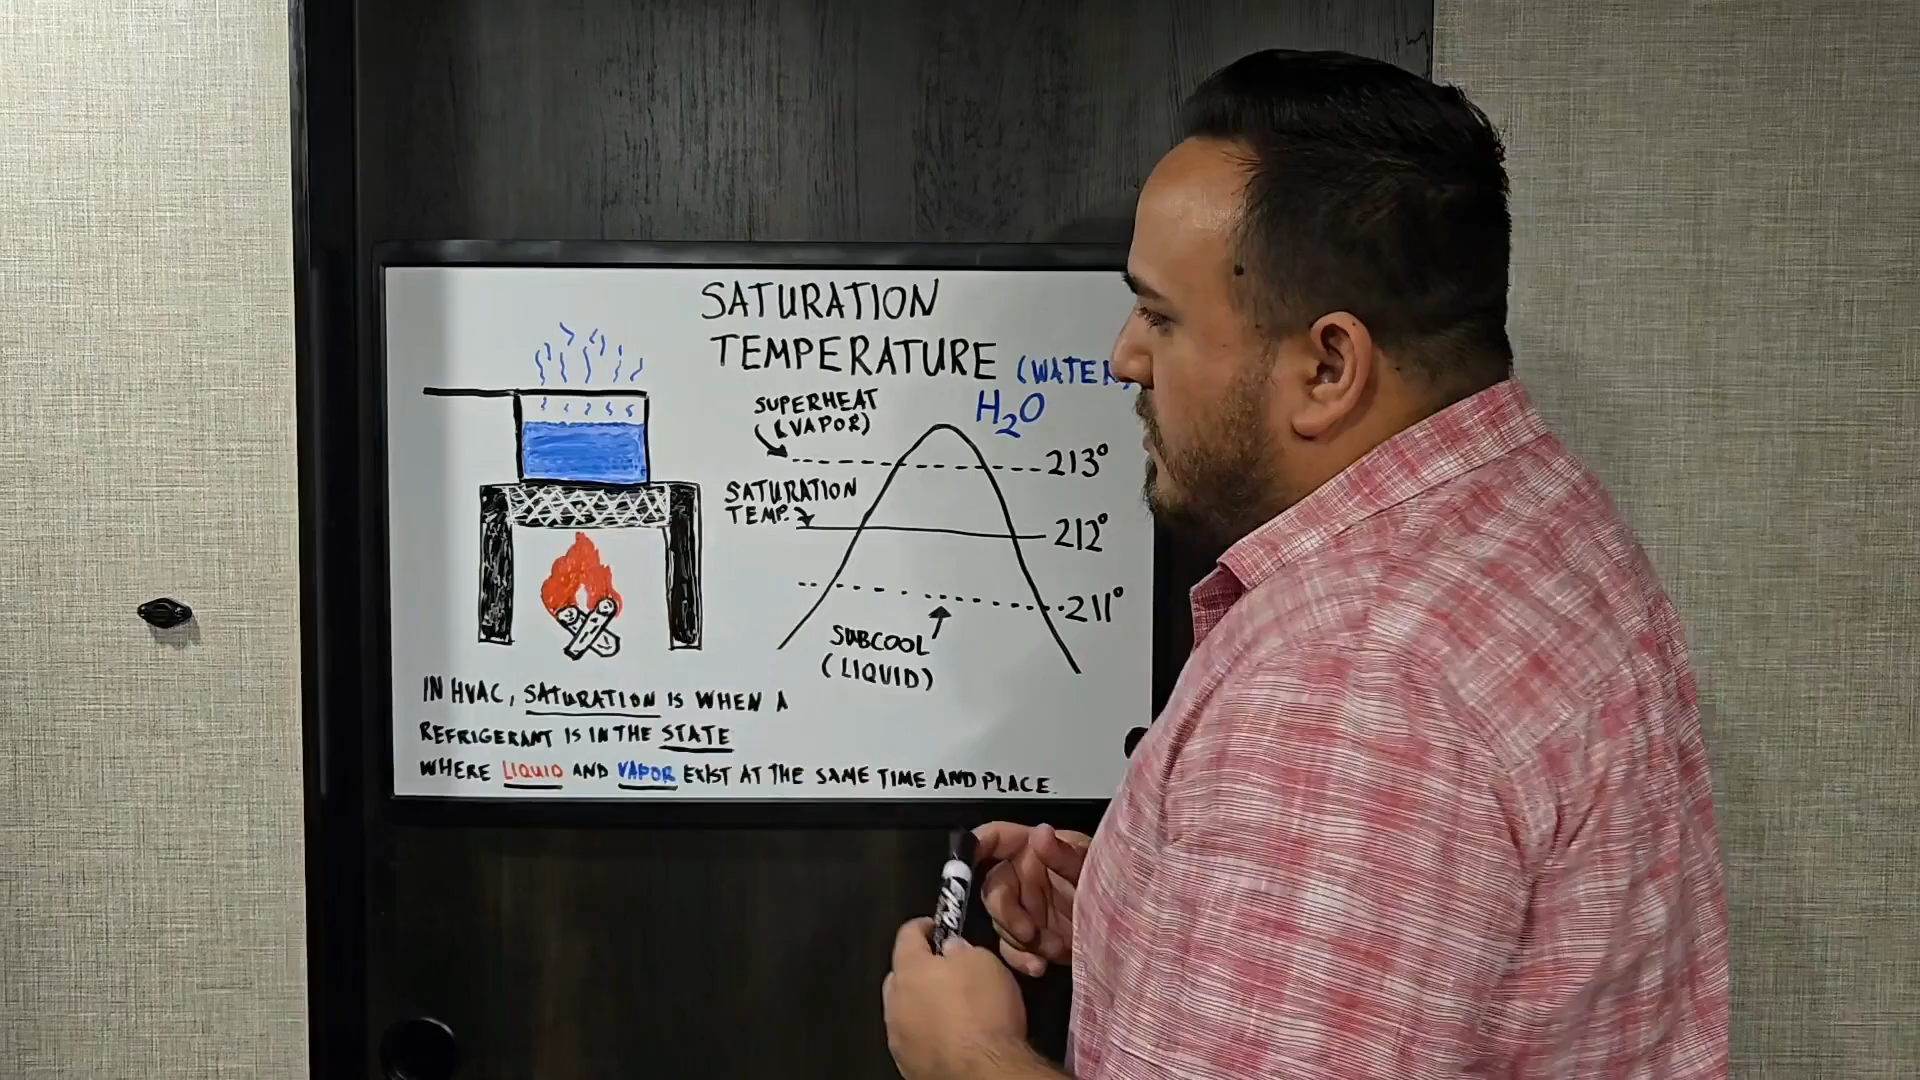 SATURATION
TEMPERATURE (WATER)
H₂O
SUPERHEAT
(VAPOR)
213°
SATURATION
TEMP.
212°
211°
SUBCOOL
(LIQUID)
IN HVAC, SATURATION IS WHEN A
REFRIGERANT IS IN THE STATE
WHERE LIQUID AND VAPOR EXIST AT THE SAME TIME AND PLACE.